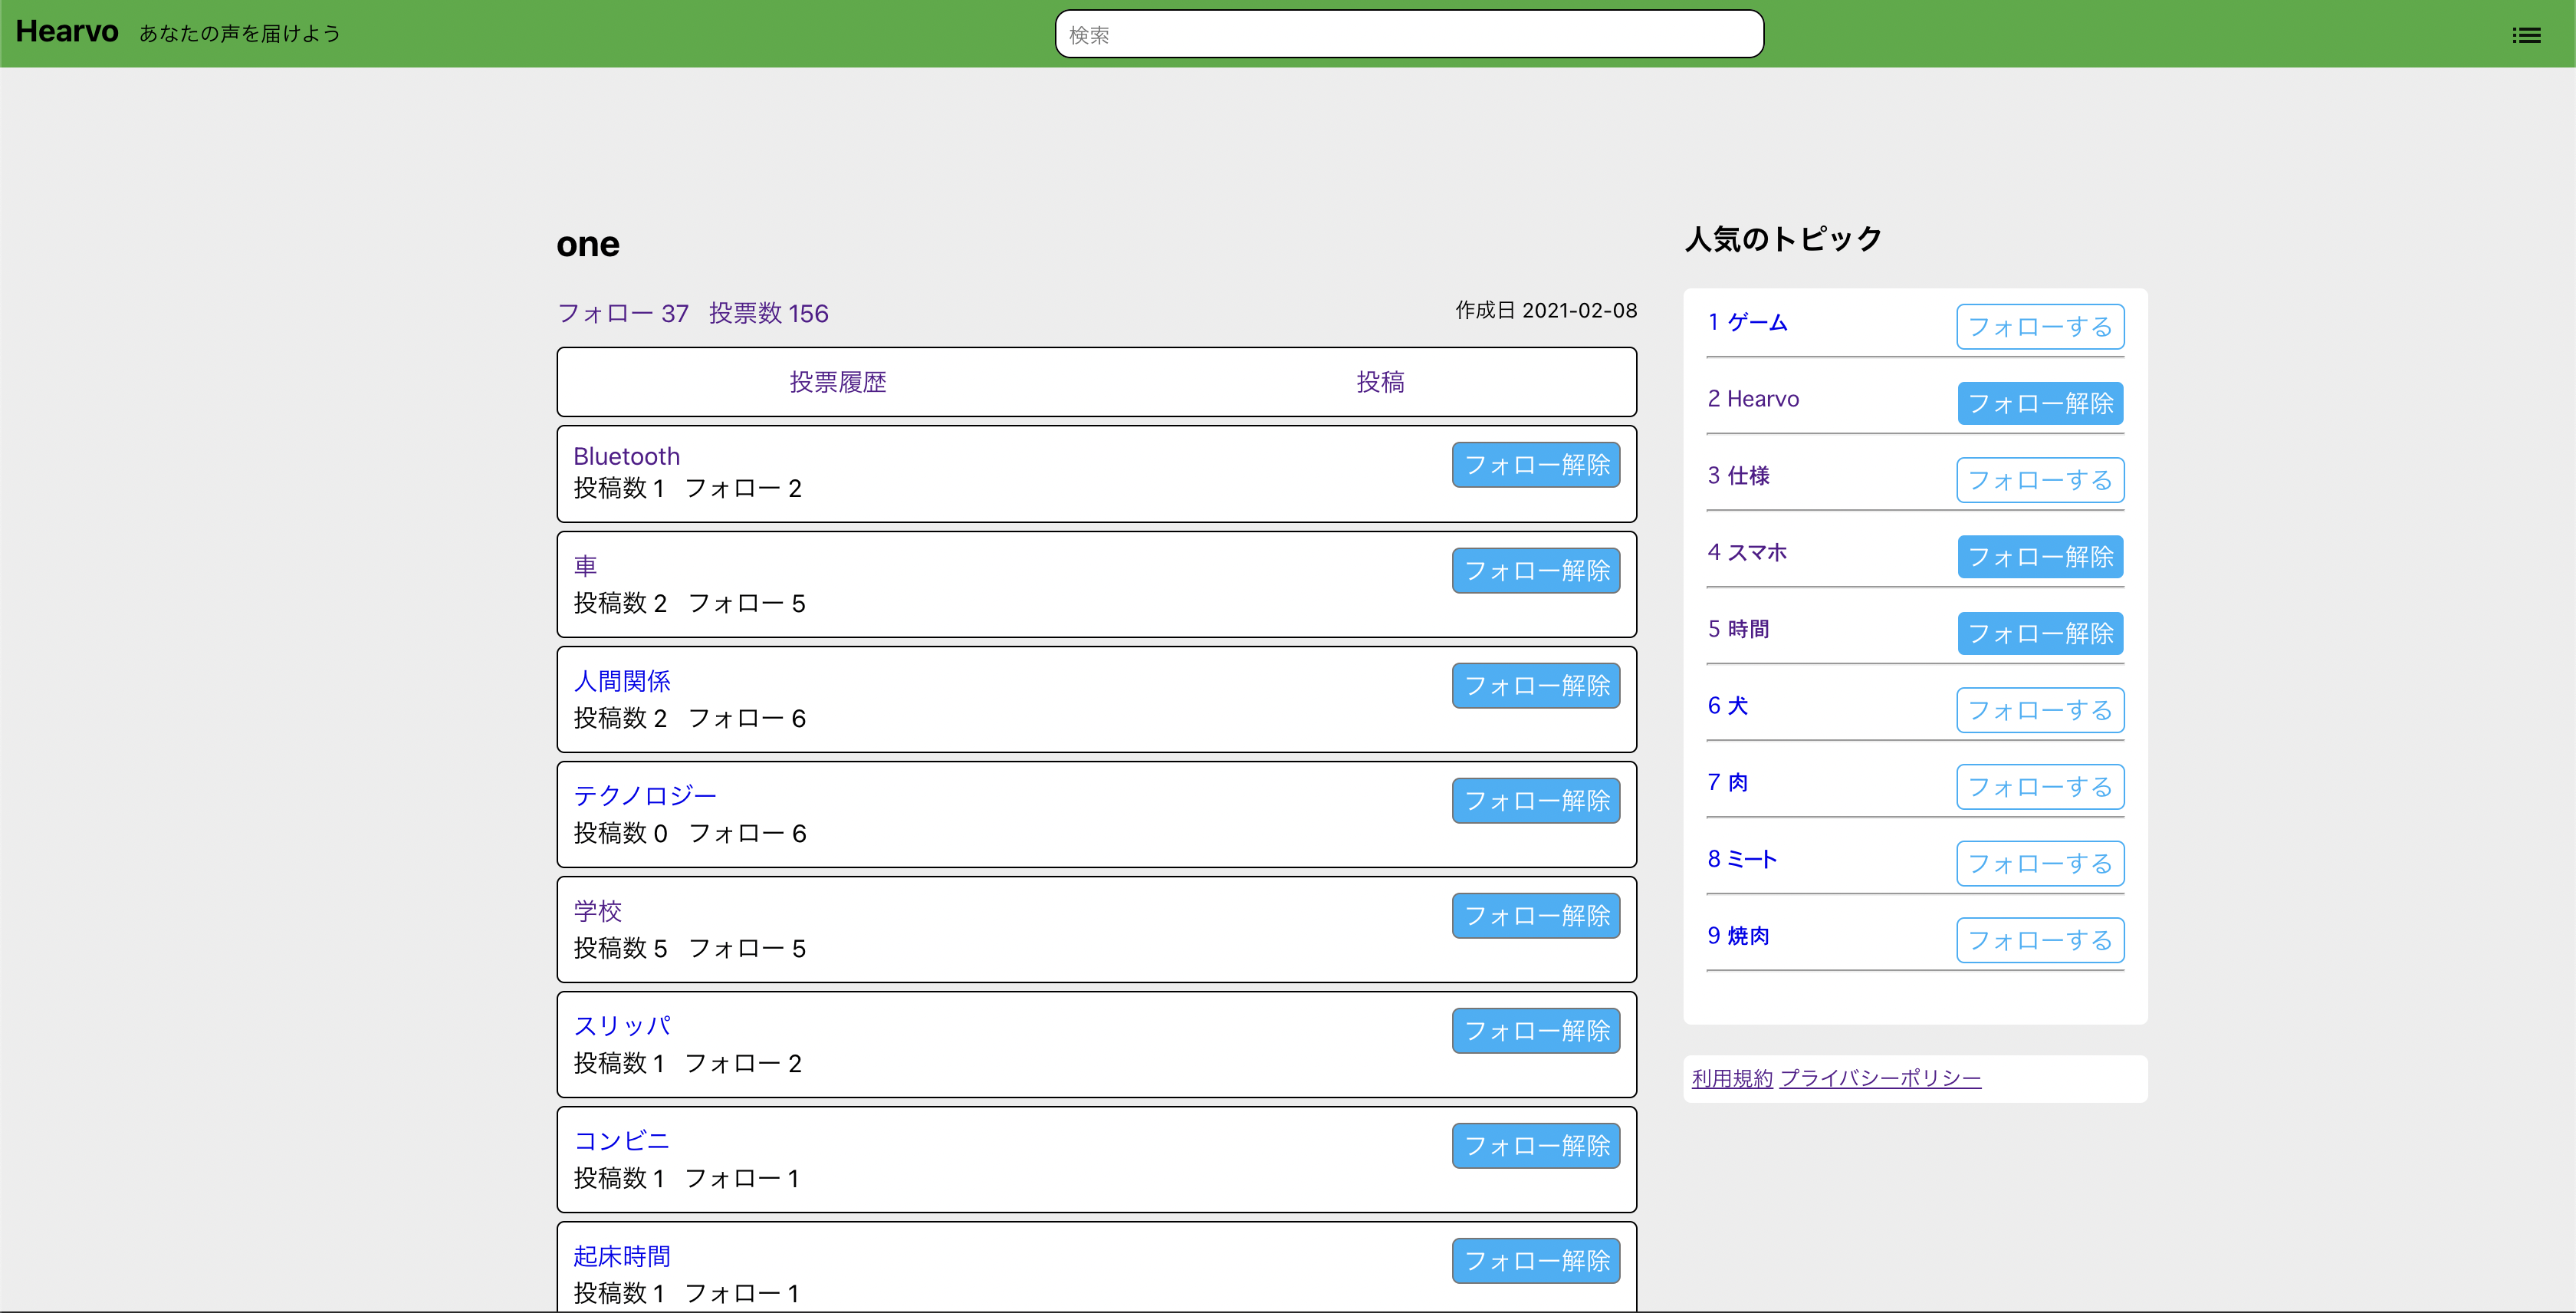 Hearvo あなたの声を届けよう
検索
one
フォロー 37 投票数 156
作成日 2021-02-08
投票履歴 投稿
Bluetooth
フォロー解除
投稿数 1 フォロー 2
車
フォロー解除
投稿数 2 フォロー 5
人間関係
フォロー解除
投稿数 2 フォロー 6
テクノロジー
フォロー解除
投稿数 0 フォロー 6
学校
フォロー解除
投稿数 5 フォロー 5
スリッパ
フォロー解除
投稿数 1 フォロー 2
コンビニ
フォロー解除
投稿数 1 フォロー 1
起床時間
フォロー解除
投稿数 1 フォロー 1
人気のトピック
1 ゲーム フォローする
2 Hearvo フォロー解除
3 仕様 フォローする
4 スマホ フォロー解除
5 時間 フォロー解除
6 犬 フォローする
7 肉 フォローする
8 ミート フォローする
9 焼肉 フォローする
利用規約 プライバシーポリシー